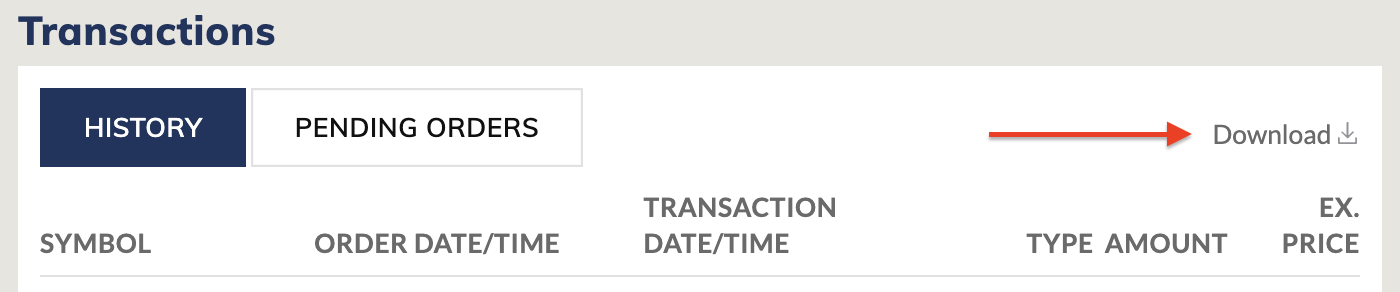 Transactions
HISTORY PENDING ORDERS Download
SYMBOL ORDER DATE/TIME TRANSACTION DATE/TIME TYPE AMOUNT EX. PRICE